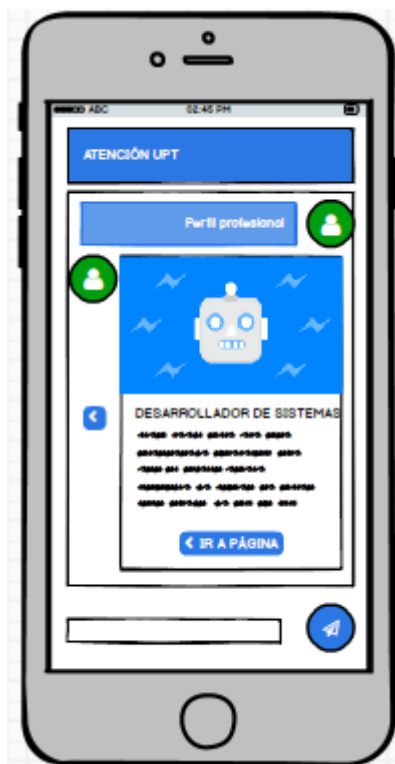 ABC 02:45 PM
ATENCIÓN UPT
Perfil profesional
DESARROLLADOR DE SISTEMAS
IR A PÁGINA